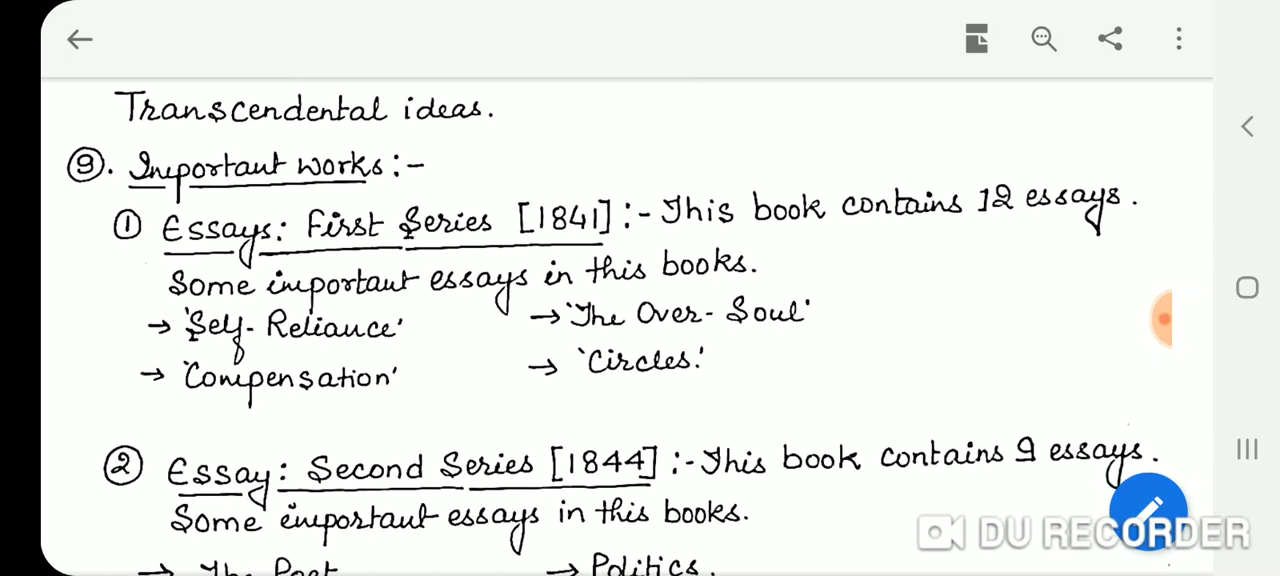 Transcendental ideas.
⑨. Important works :-
① Essays: First Series [1841] :- This book contains 12 essays.
Some important essays in this books.
→ 'Self-Reliance' → 'The Over-Soul'
→ 'Compensation' → 'Circles.'
② Essay: Second Series [1844] :- This book contains 9 essays.
Some important essays in this books.
→ The Poet → Politics.
DU RECORDER